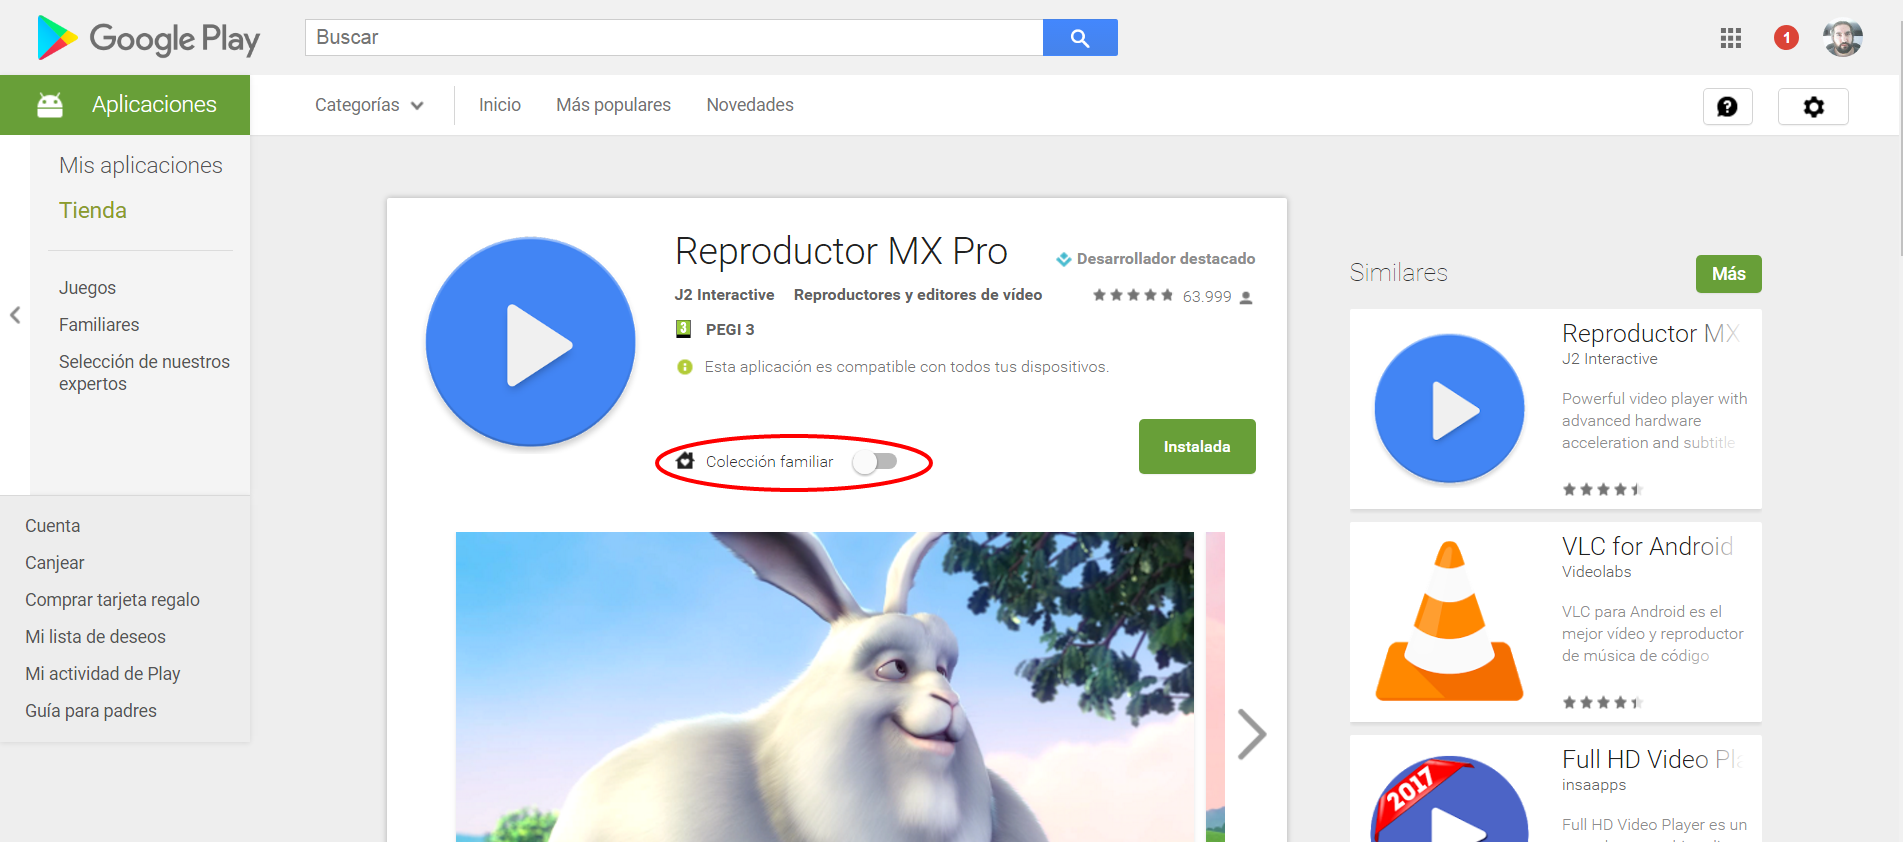 Google Play
Buscar
1
Aplicaciones
Categorías
Inicio
Más populares
Novedades
Mis aplicaciones
Tienda
Juegos
Familiares
Selección de nuestros
expertos
Cuenta
Canjear
Comprar tarjeta regalo
Mi lista de deseos
Mi actividad de Play
Guía para padres
Reproductor MX Pro
Desarrollador destacado
J2 Interactive
Reproductores y editores de vídeo
63.999
3
PEGI 3
Esta aplicación es compatible con todos tus dispositivos.
Colección familiar
Instalada
Similares
Más
Reproductor MX
J2 Interactive
Powerful video player with
advanced hardware
acceleration and subtitle
VLC for Android
Videolabs
VLC para Android es el
mejor vídeo y reproductor
de música de código
Full HD Video Pla
insaapps
2017
Full HD Video Player es un